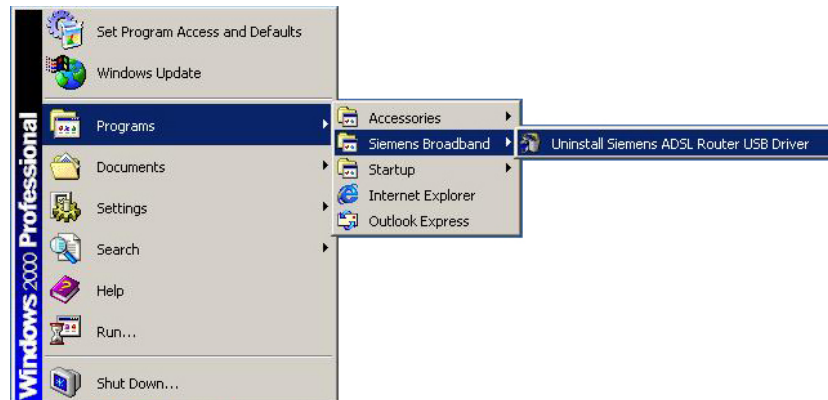 Windows 2000 Professional
Set Program Access and Defaults
Windows Update
Programs
Documents
Settings
Search
Help
Run...
Shut Down...
Accessories
Siemens Broadband
Startup
Internet Explorer
Outlook Express
Uninstall Siemens ADSL Router USB Driver